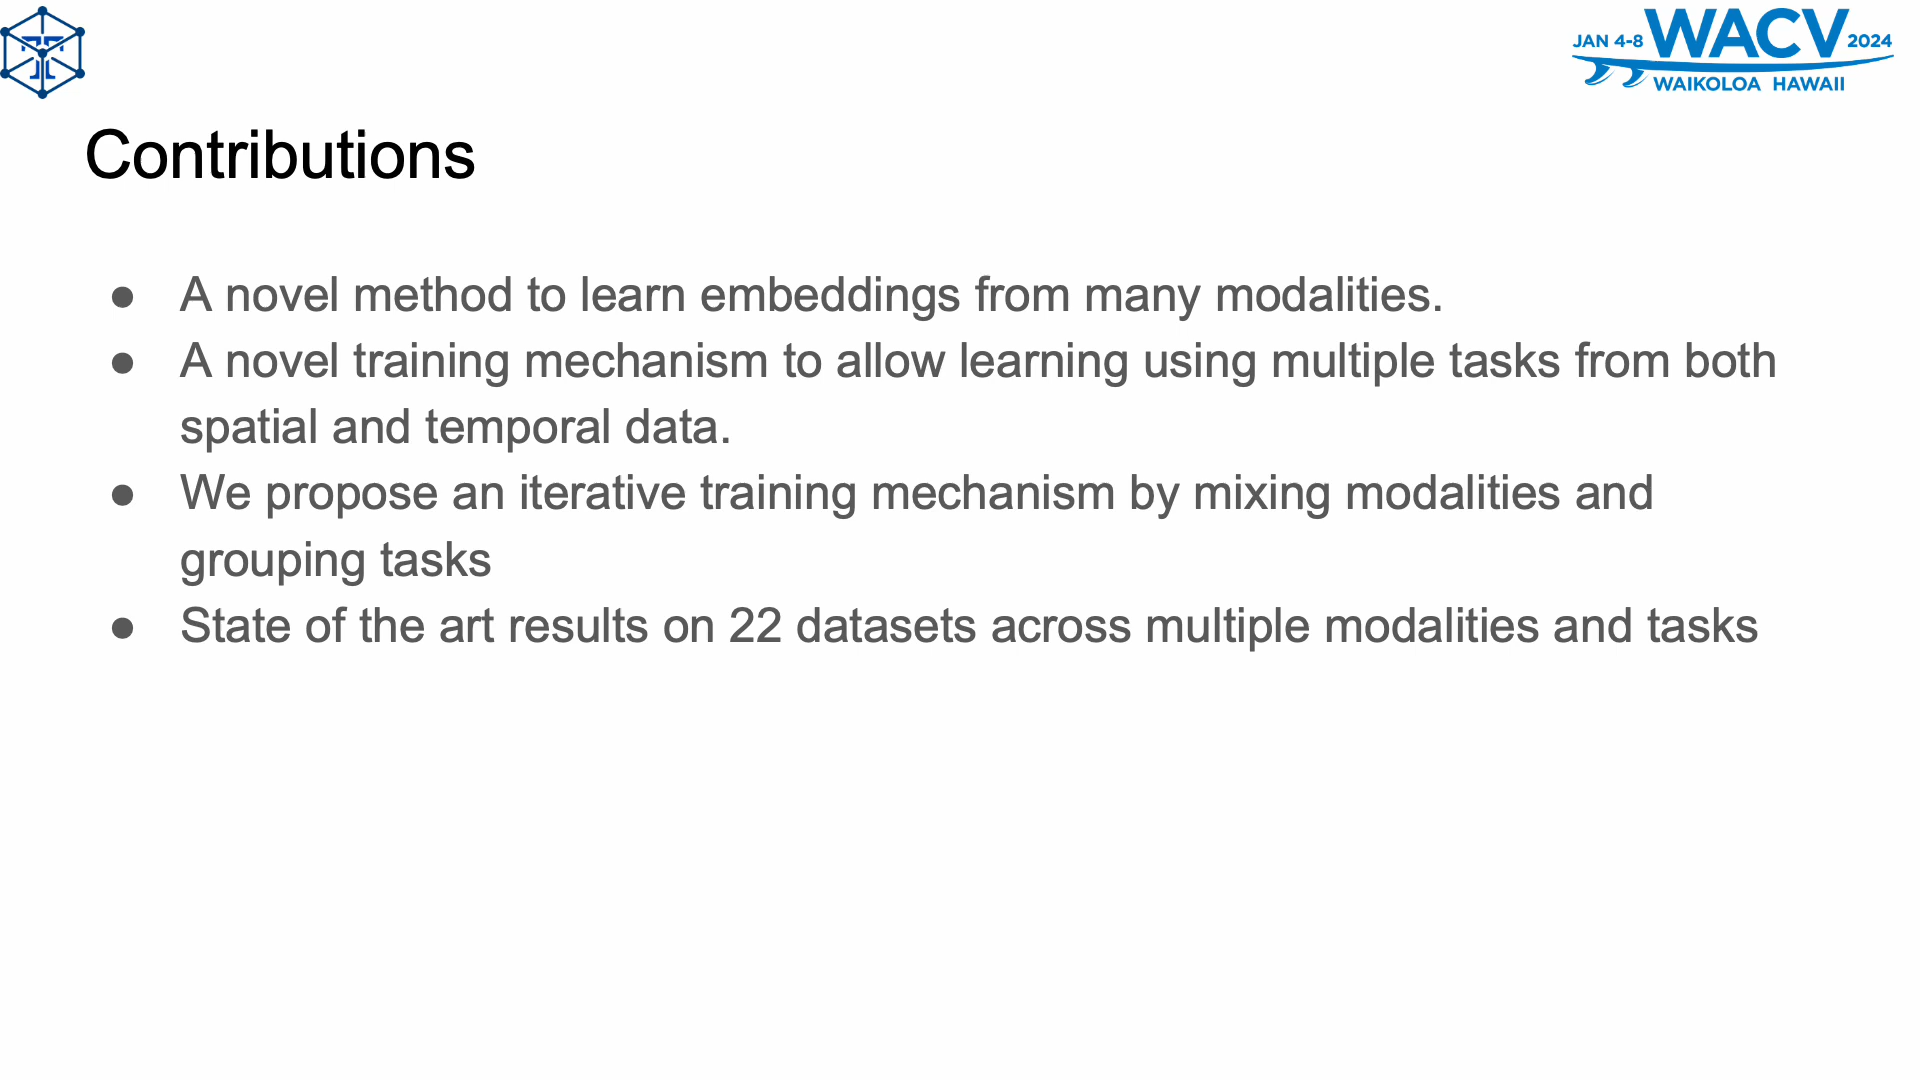 JAN 4-8 WACV 2024
WAIKOLOA HAWAII
Contributions
● A novel method to learn embeddings from many modalities.
● A novel training mechanism to allow learning using multiple tasks from both
spatial and temporal data.
● We propose an iterative training mechanism by mixing modalities and
grouping tasks
● State of the art results on 22 datasets across multiple modalities and tasks